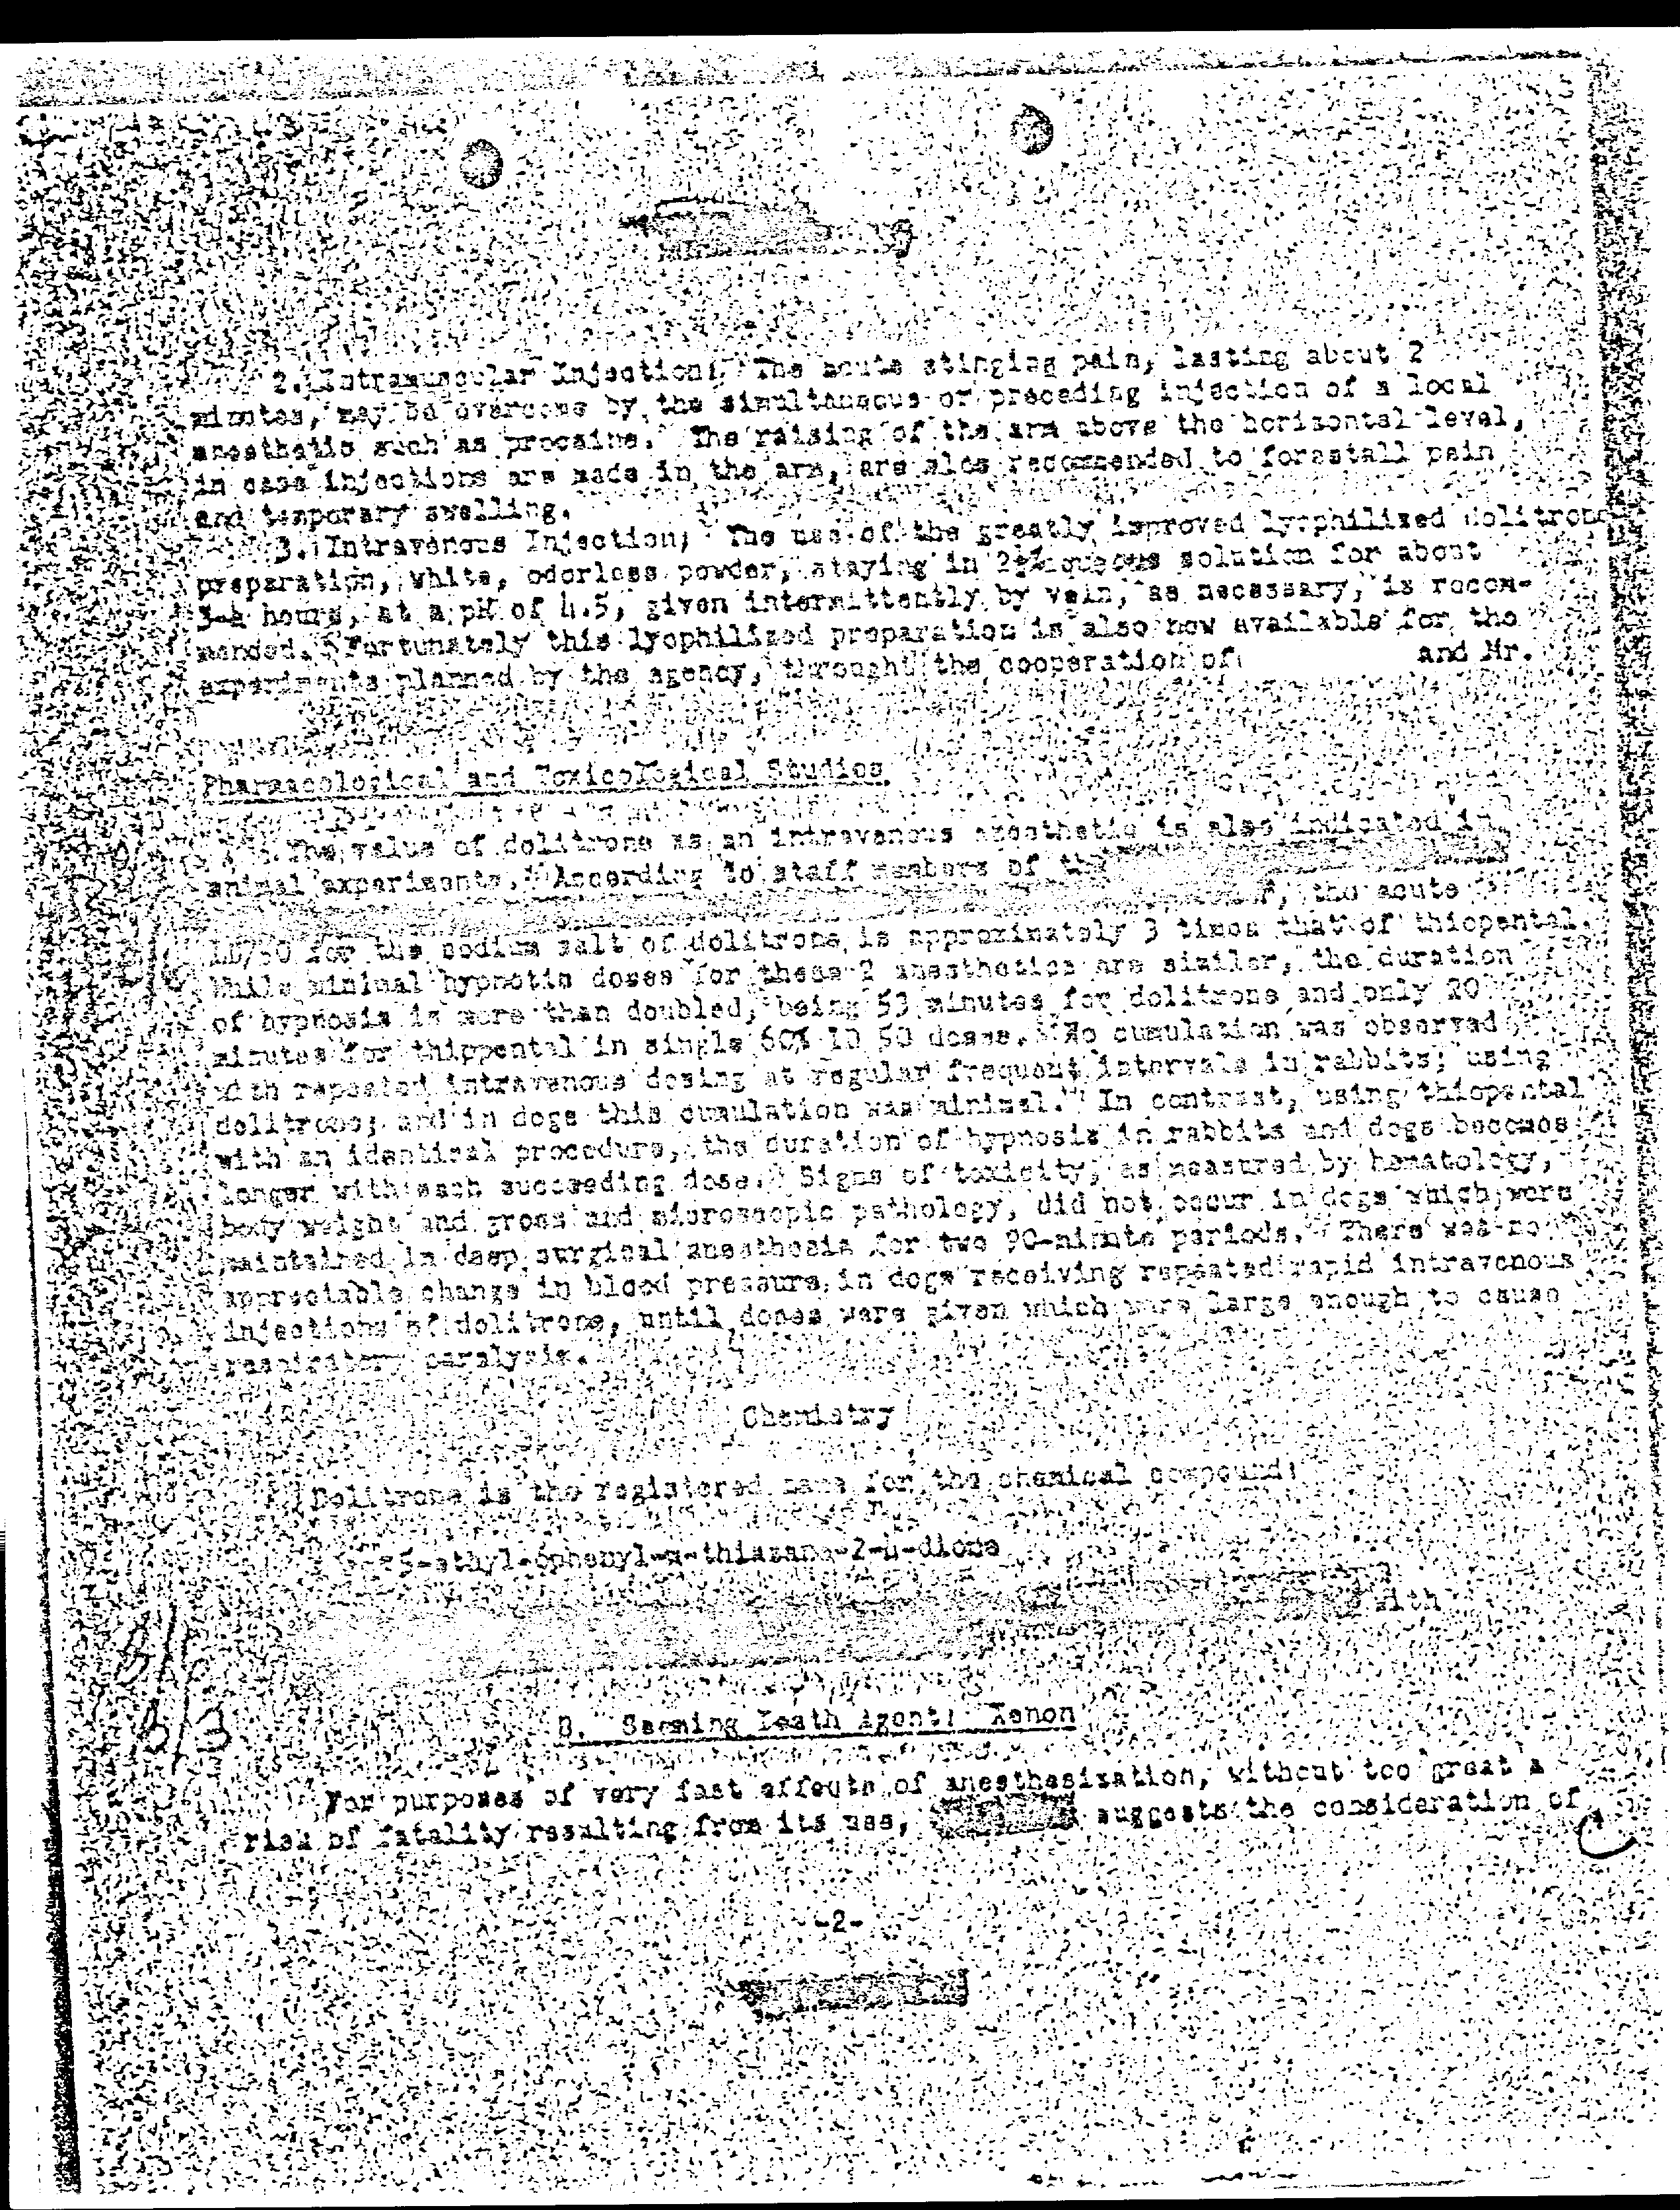 2. Intramuscular Injection; The acute stinging pain, lasting about 2
minutes, may be overcome by the simultaneous or preceding injection of a local
anesthetic such as procaine. The raising of the arm above the horizontal level,
in case injections are made in the arm, are also recommended to forestall pain
and temporary swelling.
3. Intravenous Injection; The use of the greatly improved lyophilized dolitrone
preparation, white, odorless powder, staying in 2½% aqueous solution for about
3-4 hours, at a pH of 4.5, given intermittently by vein, as necessary, is recom-
mended. Fortunately this lyophilized preparation is also now available for the
experiments planned by the agency, throught the cooperation of and Mr.
Pharmacological and Toxicological Studies
The value of dolitrone as an intravenous anesthetic is also indicated in
animal experiments. According to staff members of the
, the acute
LD/50 for the sodium salt of dolitrone is approximately 3 times that of thiopental.
While minimal hypnotic doses for these 2 anesthetics are similar, the duration
of hypnosis is more than doubled, being 53 minutes for dolitrone and only 20
minutes for thippental in single 60% LD 50 doses. No cumulation was observed
with repeated intravenous dosing at regular frequent intervals in rabbits; using
dolitrone; and in dogs this cumulation was minimal. In contrast, using thiopental
with an identical procedure, the duration of hypnosis in rabbits and dogs becomes
longer with each succeeding dose. Signs of toxicity, as measured by hematology,
body weight and gross and microscopic pathology, did not occur in dogs which were
maintained in deep surgical anesthesia for two 90-minute periods. There was no
appreciable change in blood pressure in dogs receiving repeated rapid intravenous
injections of dolitrone, until doses were given which were large enough to cause
respiratory paralysis.
Chemistry
Dolitrone is the registered name for the chemical compound:
5-ethyl-6phenyl-m-thiazane-2-4-dione
with
B. Seeming Death Agent: Xenon
For purposes of very fast effects of anesthesization, without too great a
risk of fatality resulting from its use, suggests the consideration of
-2-